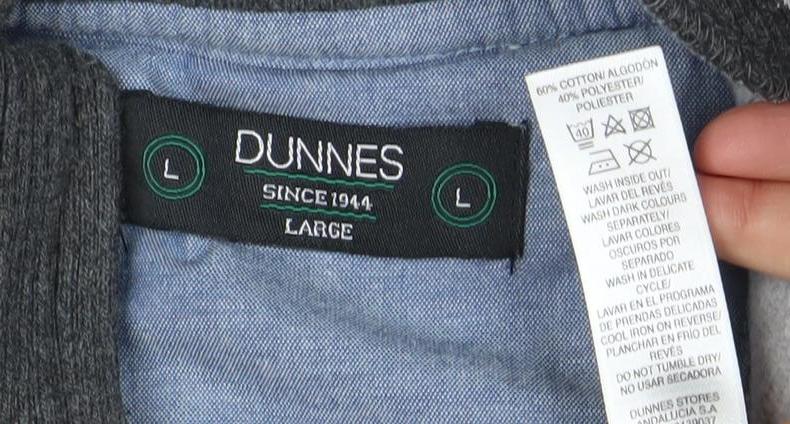 L
DUNNES
SINCE 1944
LARGE
L
60% COTTON/ ALGODÓN
40% POLYESTER/
POLIESTER
40
WASH INSIDE OUT/
LAVAR DEL REVÉS
WASH DARK COLOURS
SEPARATELY/
LAVAR COLORES
OSCUROS POR
SEPARADO
WASH IN DELICATE
CYCLE/
LAVAR EN EL PROGRAMA
DE PRENDAS DELICADAS
COOL IRON ON REVERSE/
PLANCHAR EN FRÍO DEL
REVÉS
DO NOT TUMBLE DRY/
NO USAR SECADORA
DUNNES STORES
ANDALUCIA S.A